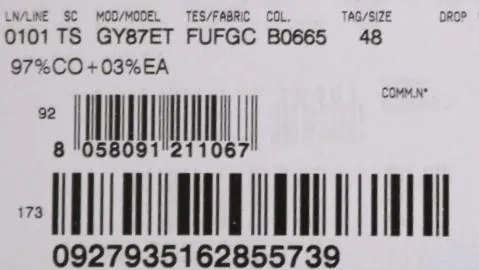 LN/LINE SC MOD/MODEL TES/FABRIC COL. TAG/SIZE DROP
0101 TS GY87ET FUFGC B0665 48
97%CO+03%EA
COMM.N°
92
8 058091 211067
173
0927935162855739